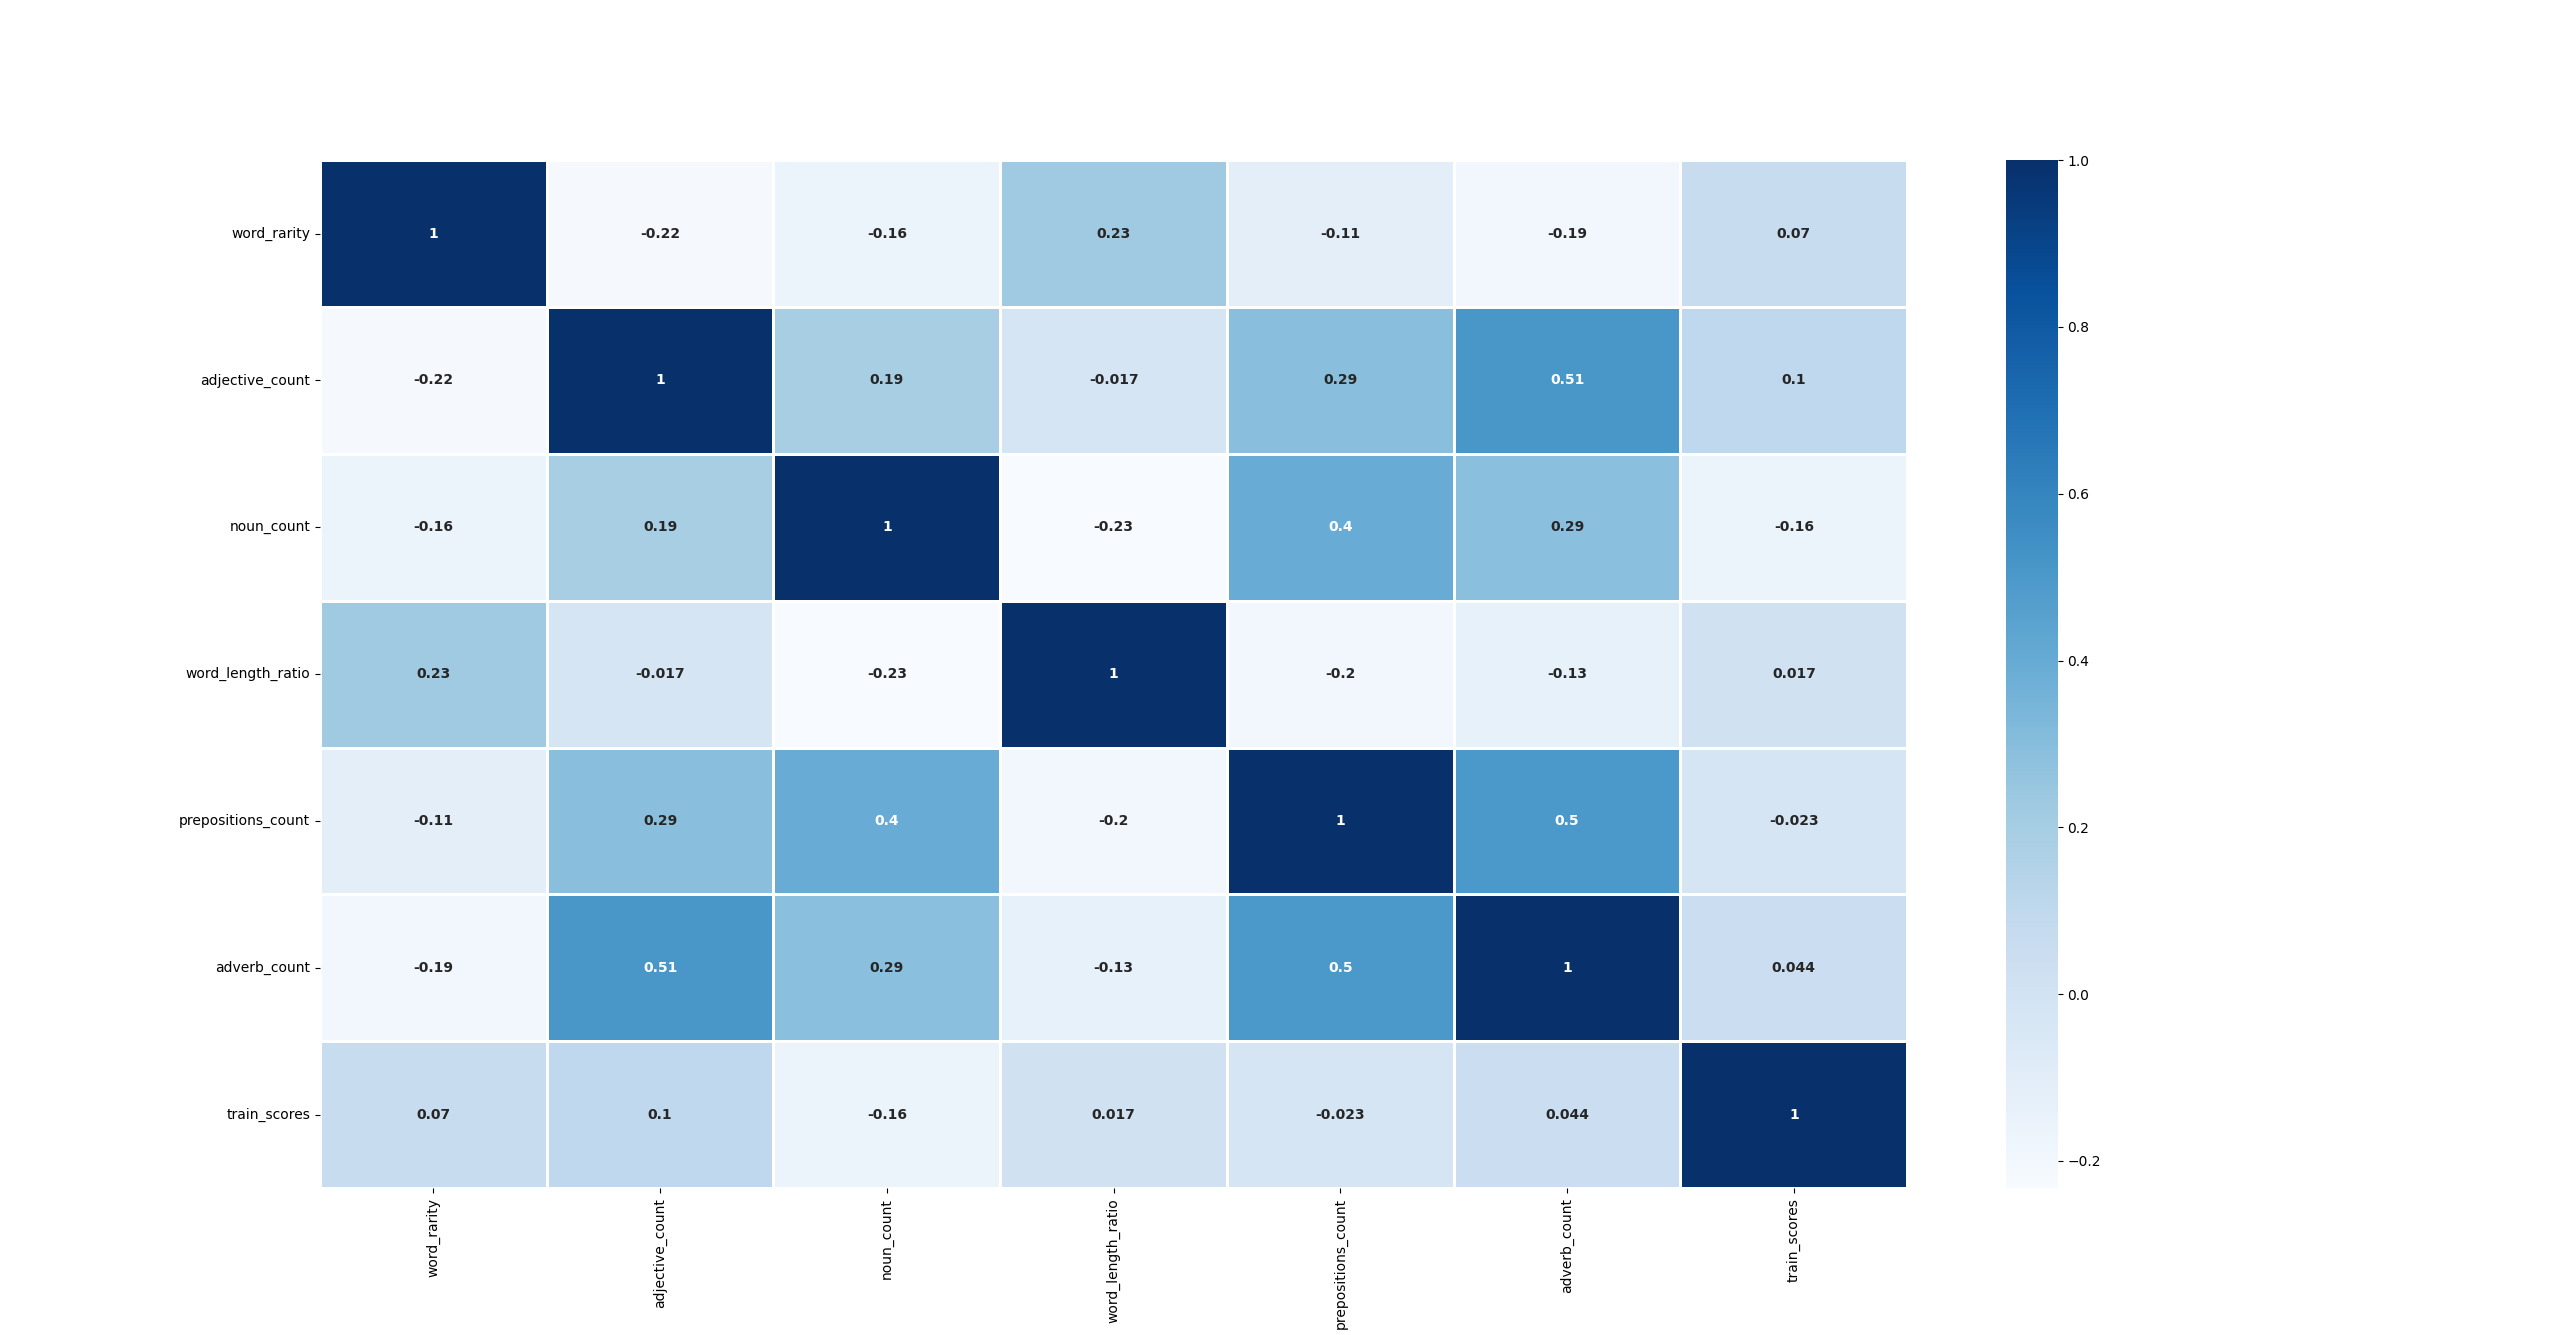 word_rarity 1 -0.22 -0.16 0.23 -0.11 -0.19 0.07
adjective_count -0.22 1 0.19 -0.017 0.29 0.51 0.1
noun_count -0.16 0.19 1 -0.23 0.4 0.29 -0.16
word_length_ratio 0.23 -0.017 -0.23 1 -0.2 -0.13 0.017
prepositions_count -0.11 0.29 0.4 -0.2 1 0.5 -0.023
adverb_count -0.19 0.51 0.29 -0.13 0.5 1 0.044
train_scores 0.07 0.1 -0.16 0.017 -0.023 0.044 1
word_rarity
adjective_count
noun_count
word_length_ratio
prepositions_count
adverb_count
train_scores
1.0
0.8
0.6
0.4
0.2
0.0
−0.2